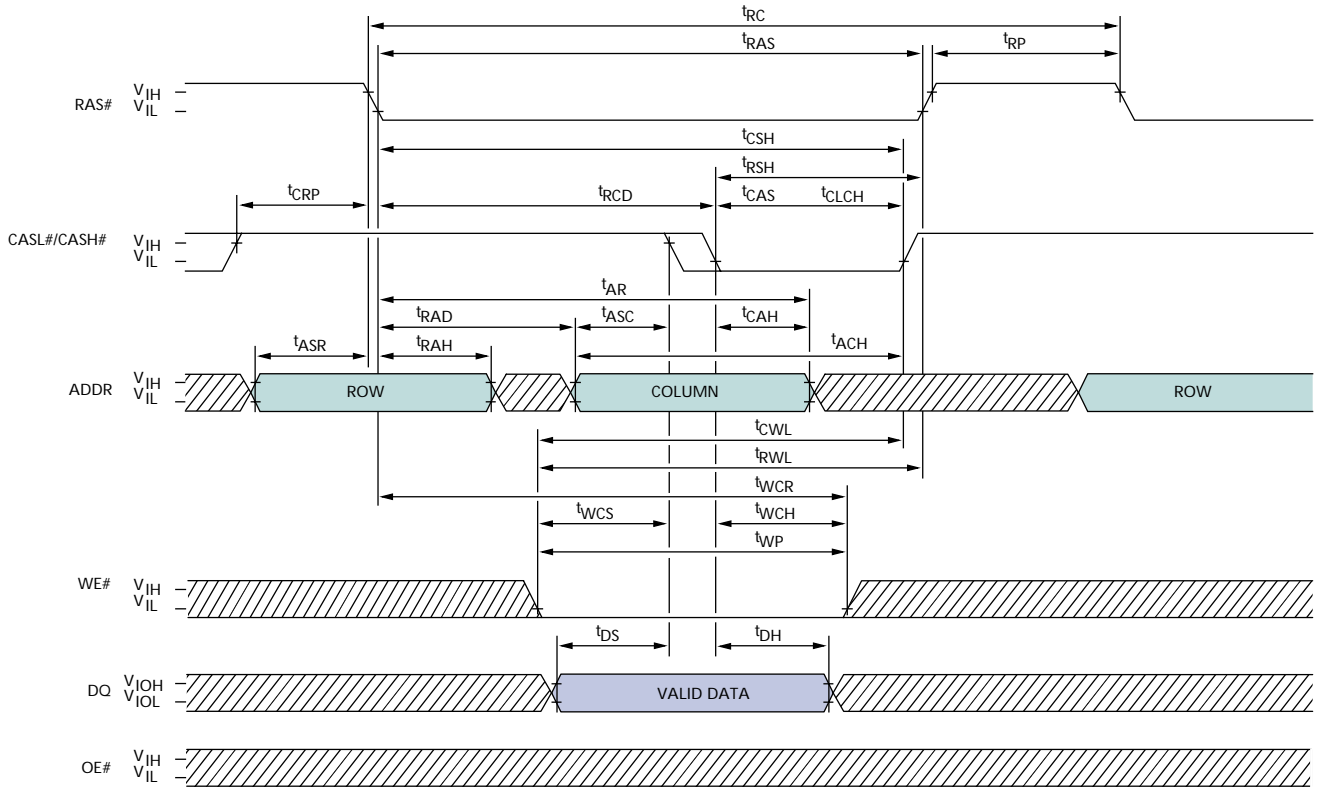 tRC
tRAS
tRP
RAS#
VIH
VIL
tCSH
tRSH
tCRP
tRCD
tCAS
tCLCH
CASL#/CASH#
VIH
VIL
tAR
tRAD
tASC
tCAH
tASR
tRAH
tACH
ADDR
VIH
VIL
ROW
COLUMN
ROW
tCWL
tRWL
tWCR
tWCS
tWCH
tWP
WE#
VIH
VIL
tDS
tDH
DQ
VIOH
VIOL
VALID DATA
OE#
VIH
VIL